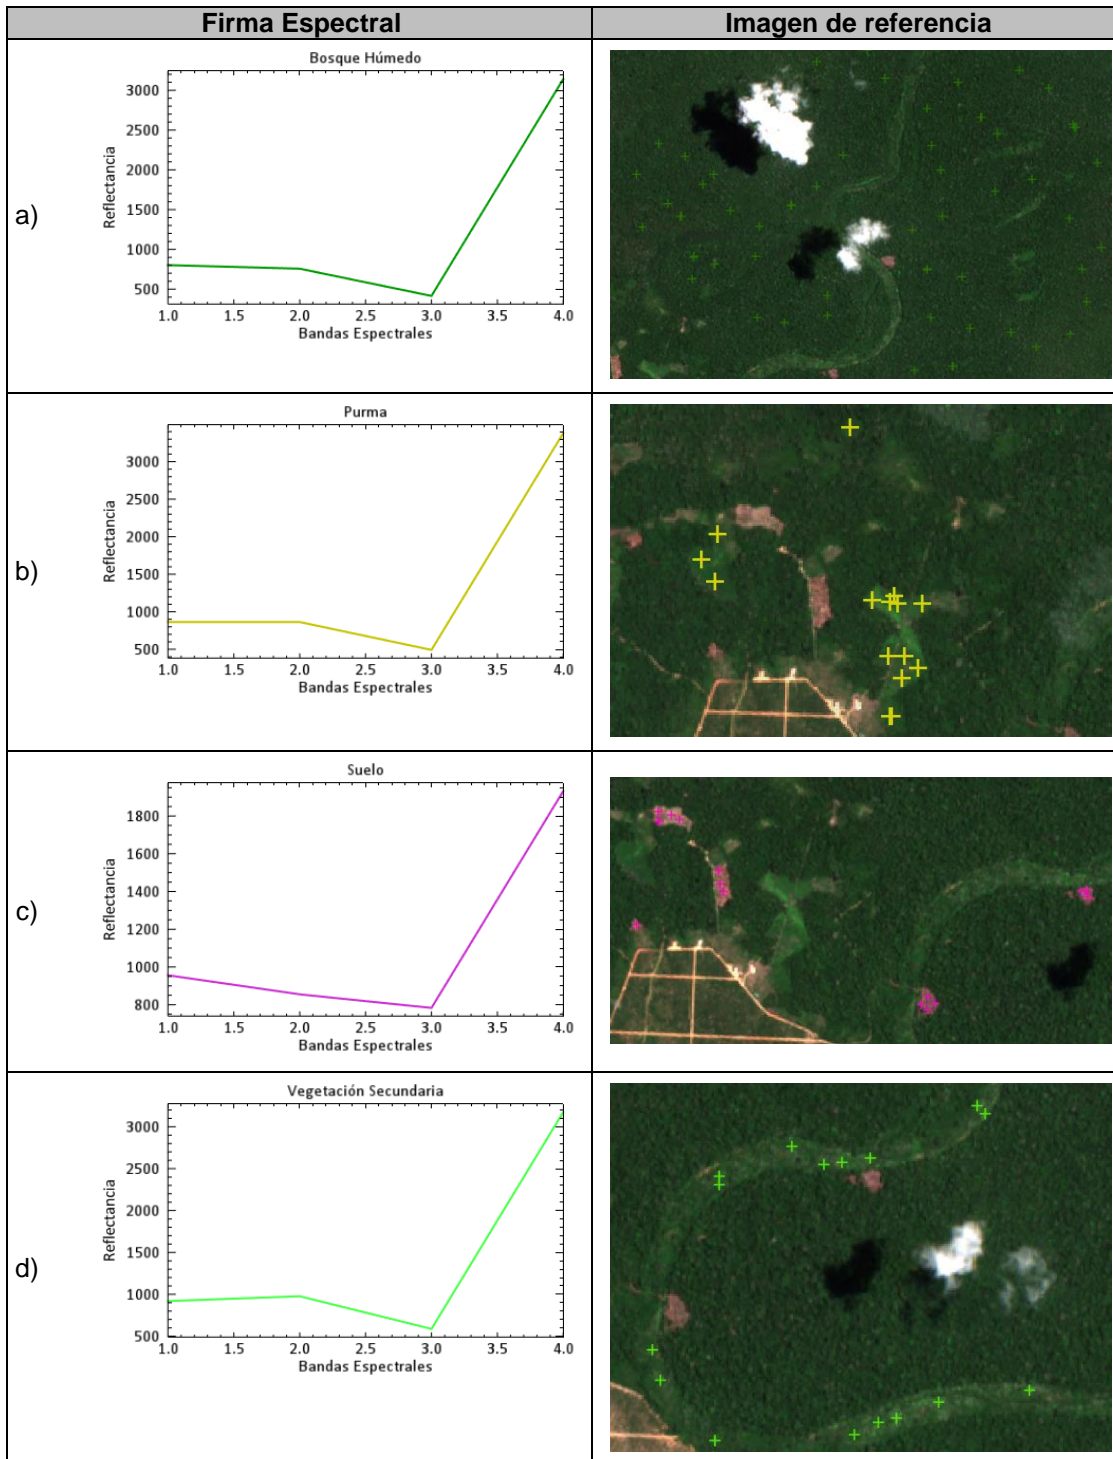 Firma Espectral
Imagen de referencia
a)
Bosque Húmedo
Reflectancia
3000
2500
2000
1500
1000
500
1.0 1.5 2.0 2.5 3.0 3.5 4.0
Bandas Espectrales
b)
Purma
Reflectancia
3000
2500
2000
1500
1000
500
1.0 1.5 2.0 2.5 3.0 3.5 4.0
Bandas Espectrales
c)
Suelo
Reflectancia
1800
1600
1400
1200
1000
800
1.0 1.5 2.0 2.5 3.0 3.5 4.0
Bandas Espectrales
d)
Vegetación Secundaria
Reflectancia
3000
2500
2000
1500
1000
500
1.0 1.5 2.0 2.5 3.0 3.5 4.0
Bandas Espectrales